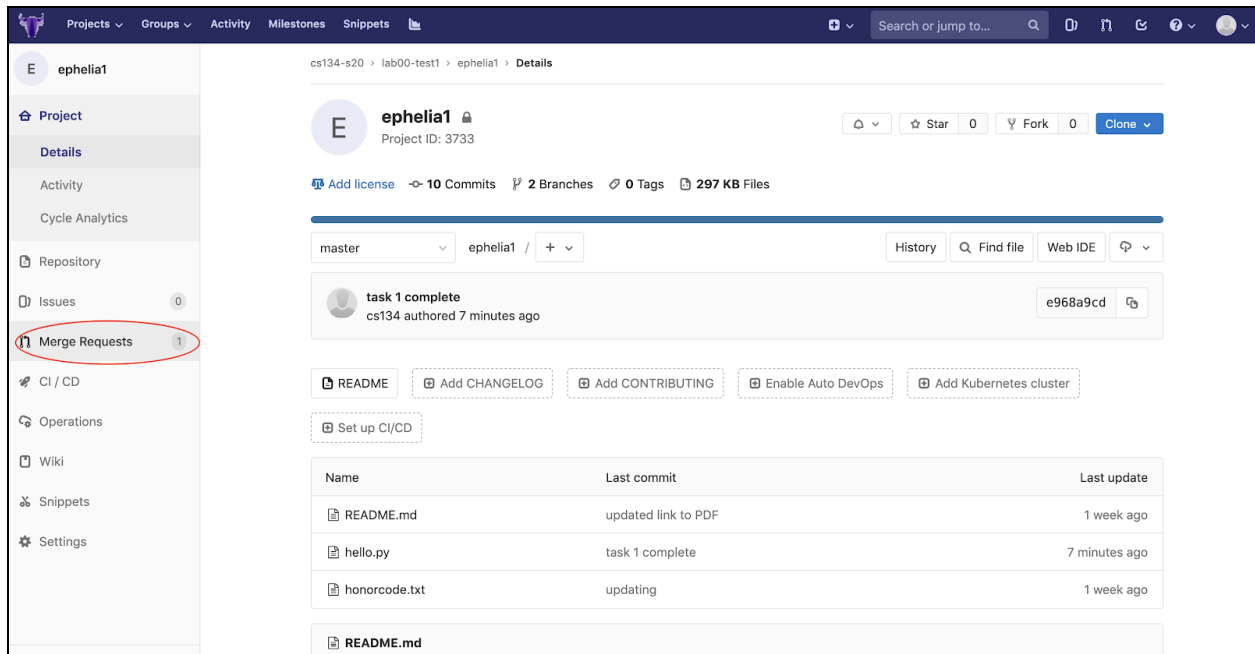 Projects Groups Activity Milestones Snippets Search or jump to...
E ephelia1
Project
Details
Activity
Cycle Analytics
Repository
Issues 0
Merge Requests 1
CI / CD
Operations
Wiki
Snippets
Settings
cs134-s20 > lab00-test1 > ephelia1 > Details
E ephelia1
Project ID: 3733
Star 0 Fork 0 Clone
Add license 10 Commits 2 Branches 0 Tags 297 KB Files
master ephelia1 / + History Find file Web IDE
task 1 complete
cs134 authored 7 minutes ago
e968a9cd
README Add CHANGELOG Add CONTRIBUTING Enable Auto DevOps Add Kubernetes cluster
Set up CI/CD
Name Last commit Last update
README.md updated link to PDF 1 week ago
hello.py task 1 complete 7 minutes ago
honorcode.txt updating 1 week ago
README.md